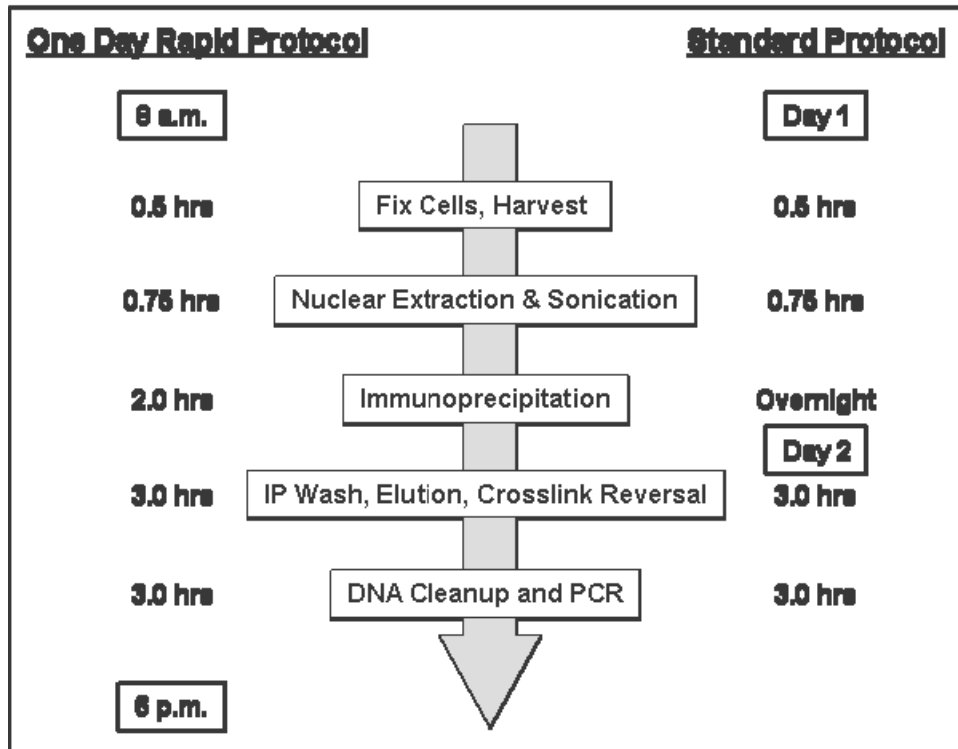 One Day Rapid Protocol
Standard Protocol
a.m.
Day 1
0.5 hrs
Fix Cells, Harvest
0.5 hrs
0.75 hrs
Nuclear Extraction & Sonication
0.75 hrs
2.0 hrs
Immunoprecipitation
Overnight
Day 2
3.0 hrs
IP Wash, Elution, Crosslink Reversal
3.0 hrs
3.0 hrs
DNA Cleanup and PCR
3.0 hrs
p.m.